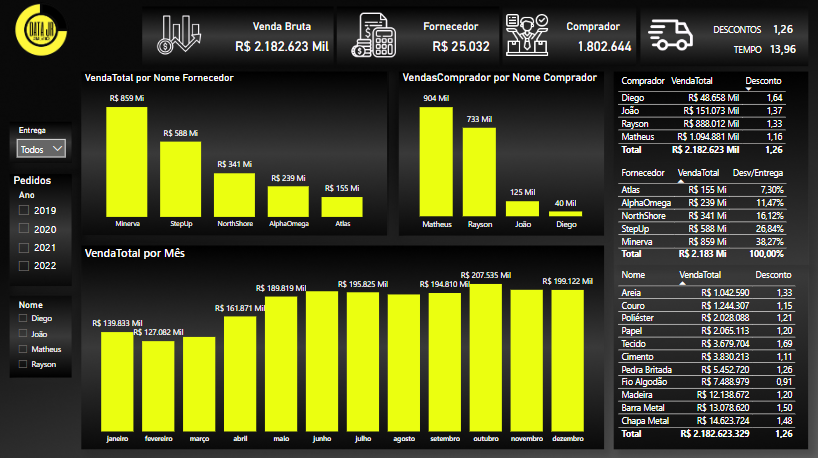 DATA JR
Venda Bruta
R$ 2.182.623 Mil
Fornecedor
R$ 25.032
Comprador
1.802.644
DESCONTOS 1,26
TEMPO 13,96
Entrega
Todos
Pedidos
Ano
2019
2020
2021
2022
Nome
Diego
João
Matheus
Rayson
VendaTotal por Nome Fornecedor
R$ 859 Mi
R$ 588 Mi
R$ 341 Mi
R$ 239 Mi
R$ 155 Mi
Minerva StepUp NorthShore AlphaOmega Atlas
VendasComprador por Nome Comprador
904 Mil
733 Mil
125 Mil
40 Mil
Matheus Rayson João Diego
VendaTotal por Mês
R$ 139.833 Mil
R$ 127.082 Mil
R$ 161.871 Mil
R$ 189.819 Mil
R$ 195.825 Mil
R$ 194.810 Mil
R$ 207.535 Mil
R$ 199.122 Mil
janeiro fevereiro março abril maio junho julho agosto setembro outubro novembro dezembro
Comprador VendaTotal Desconto
Diego R$ 48.658 Mil 1,64
João R$ 151.073 Mil 1,37
Rayson R$ 888.012 Mil 1,33
Matheus R$ 1.094.881 Mil 1,16
Total R$ 2.182.623 Mil 1,26
Fornecedor VendaTotal Desv/Entrega
Atlas R$ 155 Mi 7,30%
AlphaOmega R$ 239 Mi 11,47%
NorthShore R$ 341 Mi 16,12%
StepUp R$ 588 Mi 26,84%
Minerva R$ 859 Mi 38,27%
Total R$ 2.183 Mi 100,00%
Nome VendaTotal Desconto
Areia R$ 1.042.590 1,33
Couro R$ 1.244.307 1,15
Poliéster R$ 2.028.088 1,21
Papel R$ 2.065.113 1,20
Tecido R$ 3.679.704 1,69
Cimento R$ 3.830.213 1,11
Pedra Britada R$ 5.452.720 1,26
Fio Algodão R$ 7.488.979 0,91
Madeira R$ 12.138.672 1,20
Barra Metal R$ 13.078.620 1,50
Chapa Metal R$ 14.623.724 1,48
Total R$ 2.182.623.329 1,26